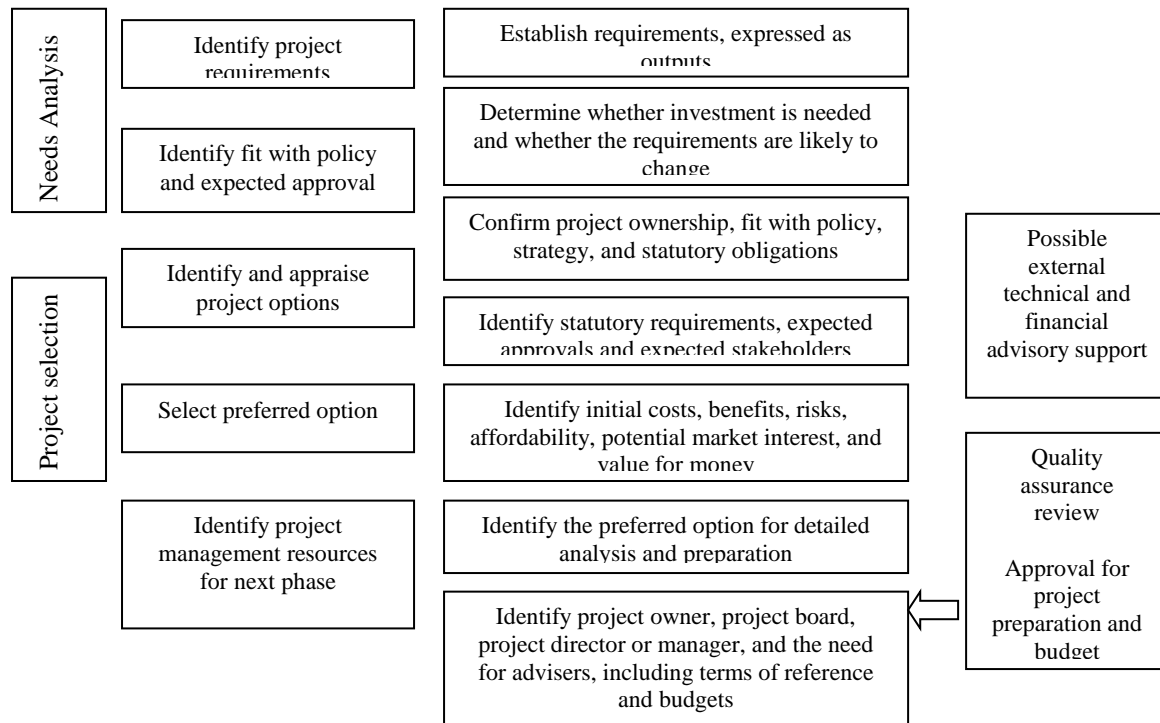 Needs Analysis
Project selection
Identify project
requirements
Identify fit with policy
and expected approval
Identify and appraise
project options
Select preferred option
Identify project
management resources
for next phase
Establish requirements, expressed as
outputs
Determine whether investment is needed
and whether the requirements are likely to
change
Confirm project ownership, fit with policy,
strategy, and statutory obligations
Identify statutory requirements, expected
approvals and expected stakeholders
Identify initial costs, benefits, risks,
affordability, potential market interest, and
value for money
Identify the preferred option for detailed
analysis and preparation
Identify project owner, project board,
project director or manager, and the need
for advisers, including terms of reference
and budgets
Possible
external
technical and
financial
advisory support
Quality
assurance
review
Approval for
project
preparation and
budget